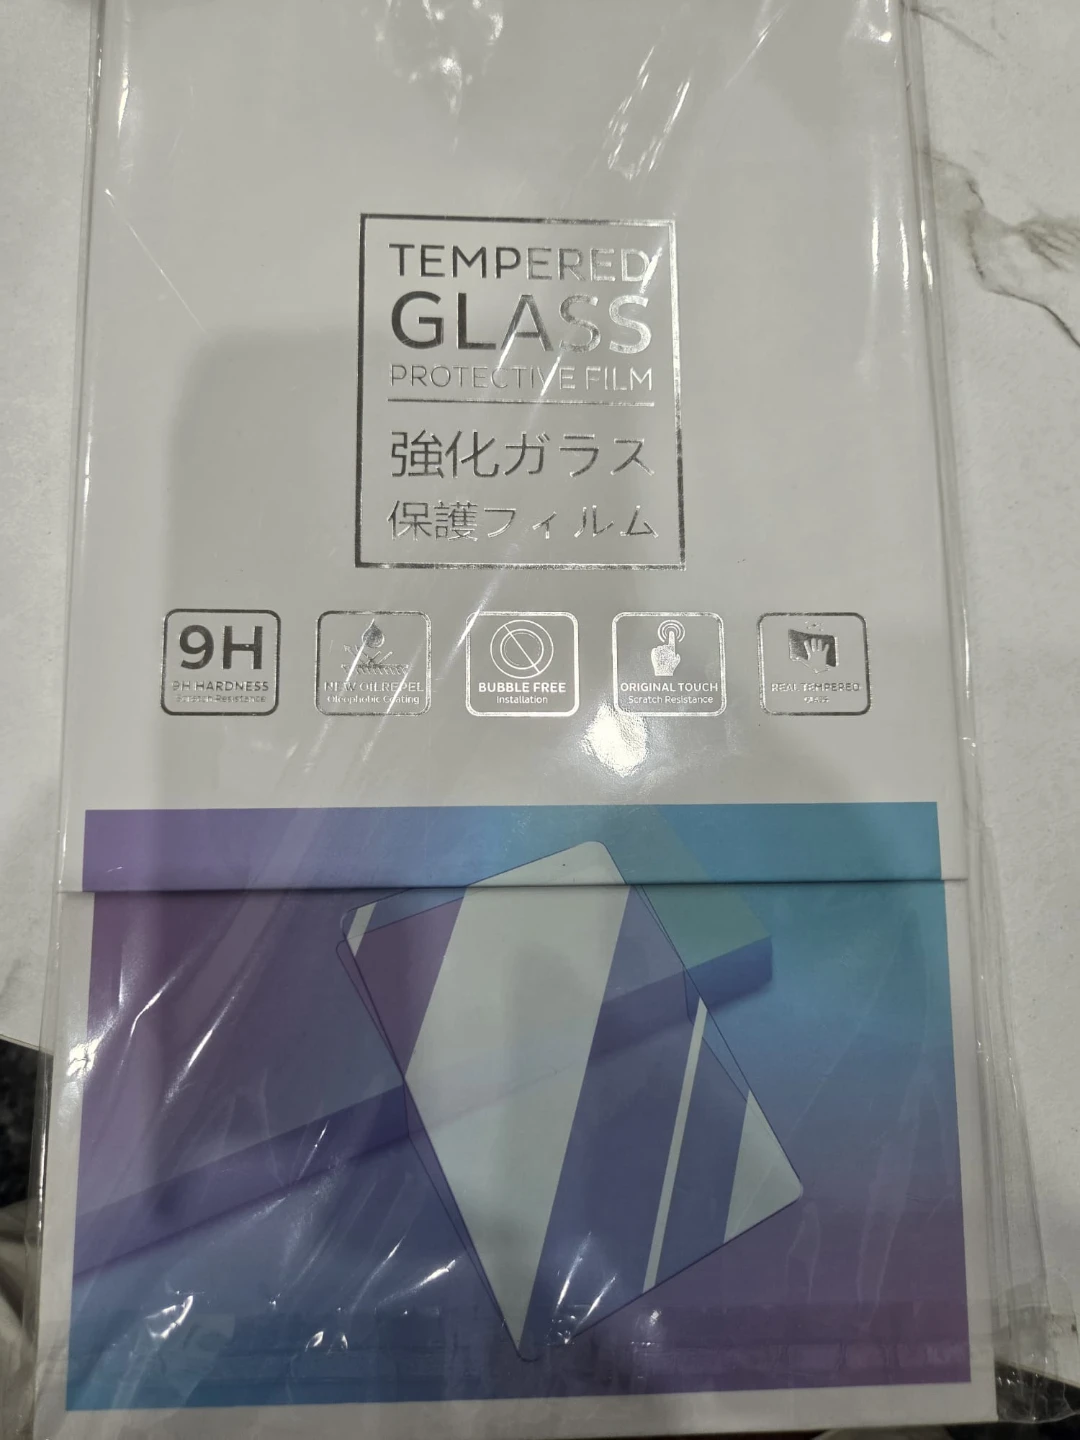 TEMPERED
GLASS
PROTECTIVE FILM
強化ガラス
保護フィルム
9H
9H HARDNESS
Scratch Resistance
NEW OIL REPEL
Oleophobic Coating
BUBBLE FREE
Installation
ORIGINAL TOUCH
Scratch Resistance
REAL TEMPERED